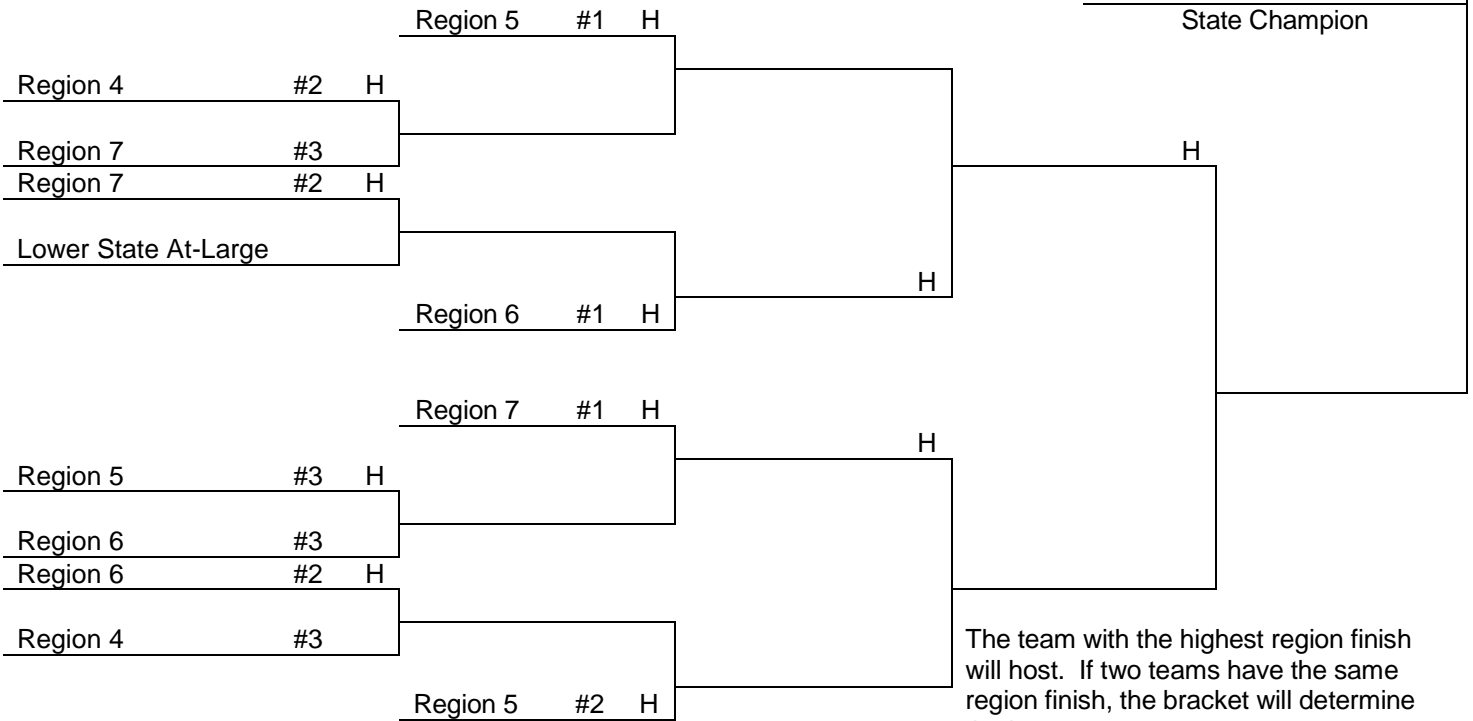 Region 5 #1 H
State Champion
Region 4 #2 H
Region 7 #3
H
Region 7 #2 H
Lower State At-Large
H
Region 6 #1 H
Region 7 #1 H
H
Region 5 #3 H
Region 6 #3
Region 6 #2 H
Region 4 #3
The team with the highest region finish
will host. If two teams have the same
region finish, the bracket will determine
Region 5 #2 H